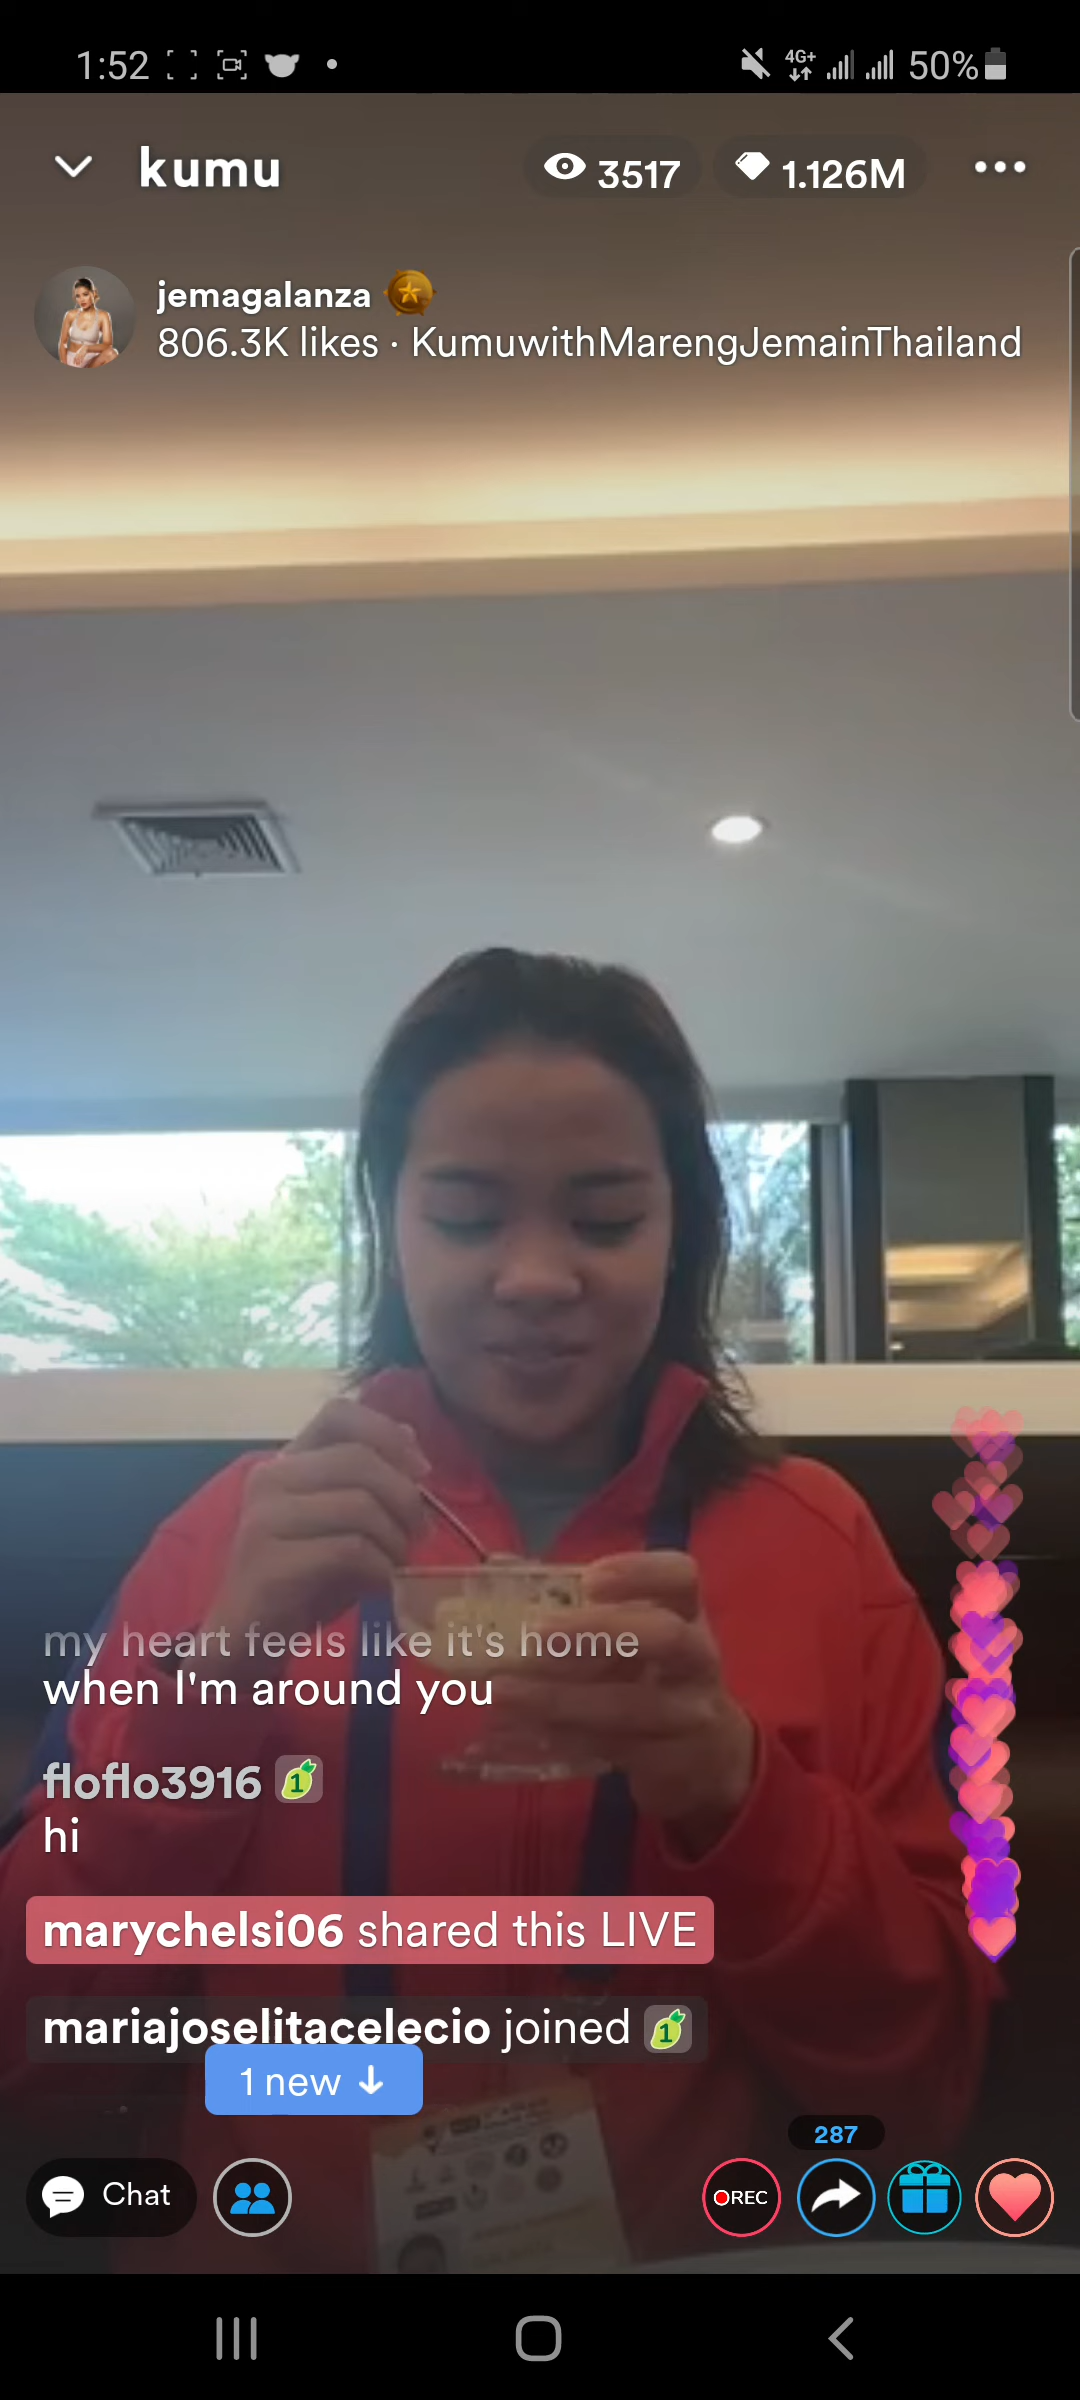 1:52 4G+ 50%
kumu 3517 1.126M
jemagalanza
806.3K likes · KumuwithMarengJemainThailand
my heart feels like it's home
when I'm around you
floflo3916 1
hi
marychelsi06 shared this LIVE
mariajoselitacelecio joined 1
1 new
287
Chat REC